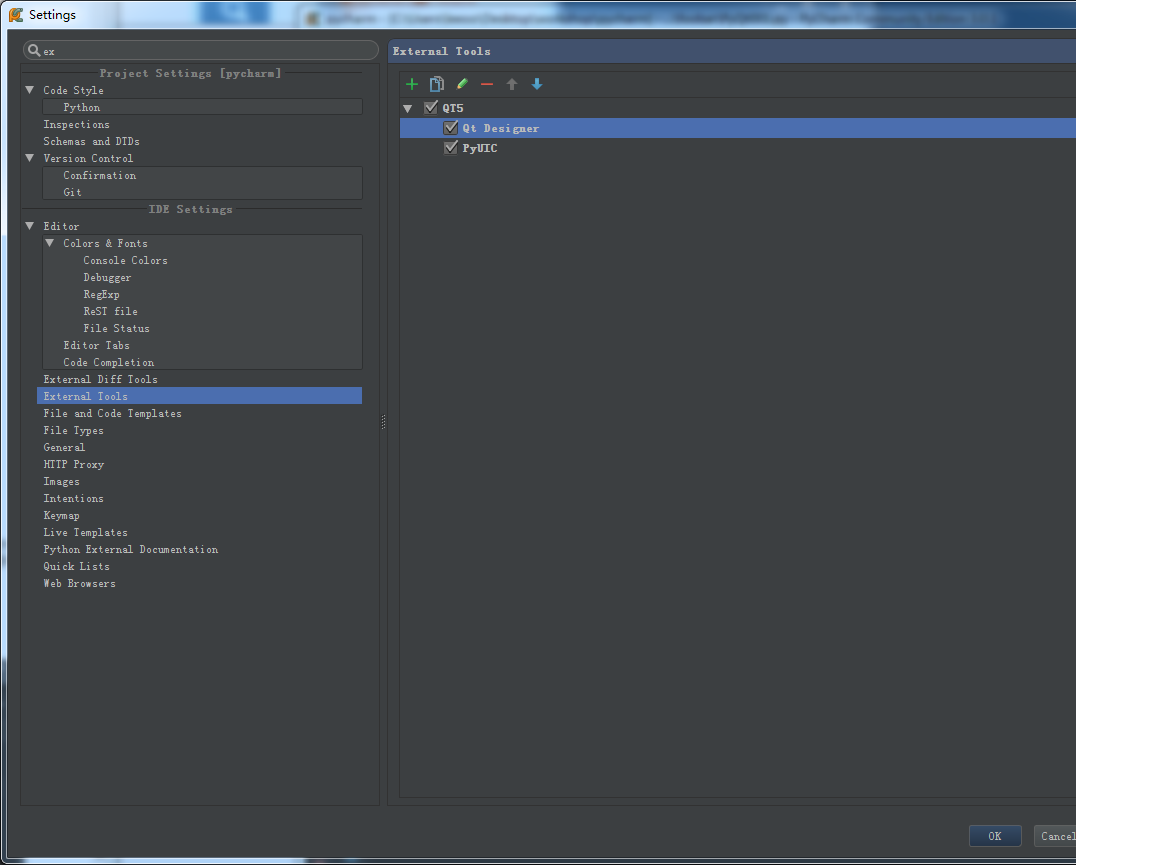 Settings
ex
Project Settings [pycharm]
Code Style
Python
Inspections
Schemas and DTDs
Version Control
Confirmation
Git
IDE Settings
Editor
Colors & Fonts
Console Colors
Debugger
RegExp
ReST file
File Status
Editor Tabs
Code Completion
External Diff Tools
External Tools
File and Code Templates
File Types
General
HTTP Proxy
Images
Intentions
Keymap
Live Templates
Python External Documentation
Quick Lists
Web Browsers
External Tools
QT5
Qt Designer
PyUIC
OK
Cancel